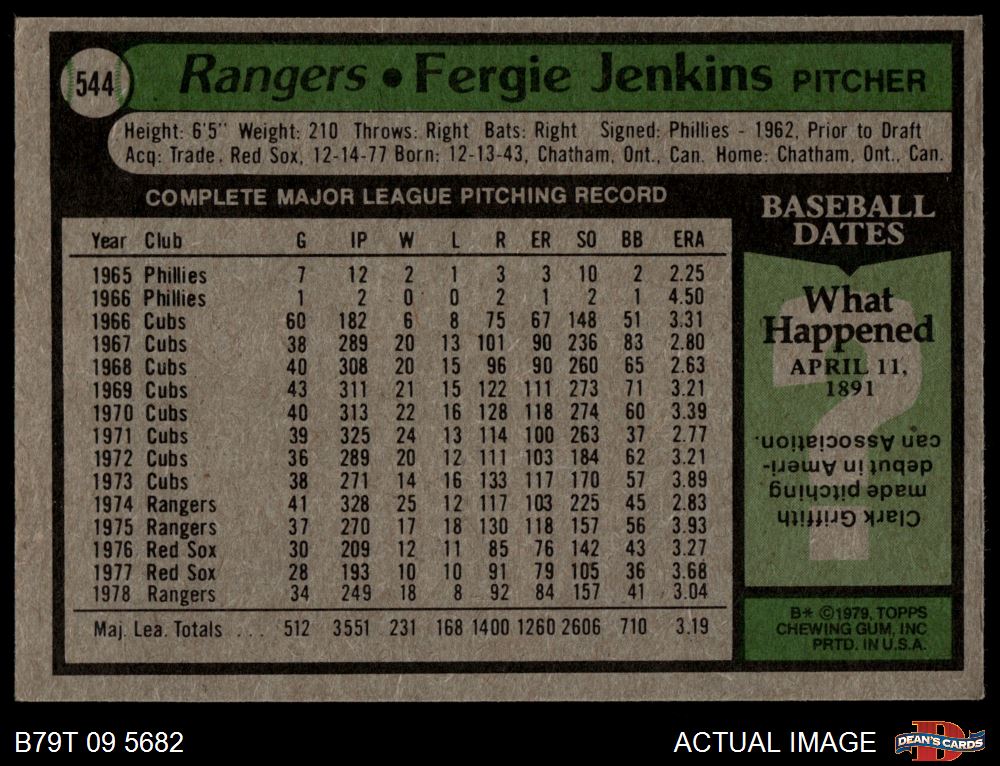 544
Rangers • Fergie Jenkins PITCHER
Height: 6'5" Weight: 210 Throws: Right Bats: Right Signed: Phillies - 1962, Prior to Draft
Acq: Trade, Red Sox, 12-14-77 Born: 12-13-43, Chatham, Ont., Can. Home: Chatham, Ont., Can.
COMPLETE MAJOR LEAGUE PITCHING RECORD
Year Club G IP W L R ER SO BB ERA
1965 Phillies 7 12 2 1 3 3 10 2 2.25
1966 Phillies 1 2 0 0 2 1 2 1 4.50
1966 Cubs 60 182 6 8 75 67 148 51 3.31
1967 Cubs 38 289 20 13 101 90 236 83 2.80
1968 Cubs 40 308 20 15 96 90 260 65 2.63
1969 Cubs 43 311 21 15 122 111 273 71 3.21
1970 Cubs 40 313 22 16 128 118 274 60 3.39
1971 Cubs 39 325 24 13 114 100 263 37 2.77
1972 Cubs 36 289 20 12 111 103 184 62 3.21
1973 Cubs 38 271 14 16 133 117 170 57 3.89
1974 Rangers 41 328 25 12 117 103 225 45 2.83
1975 Rangers 37 270 17 18 130 118 157 56 3.93
1976 Red Sox 30 209 12 11 85 76 142 43 3.27
1977 Red Sox 28 193 10 10 91 79 105 36 3.68
1978 Rangers 34 249 18 8 92 84 157 41 3.04
Maj. Lea. Totals ... 512 3551 231 168 1400 1260 2606 710 3.19
BASEBALL
DATES
What
Happened
APRIL 11,
1891
?
Clark Griffith
made pitching
debut in Ameri-
can Association.
B* ©1979, TOPPS
CHEWING GUM, INC
PRTD. IN U.S.A.
B79T 09 5682
ACTUAL IMAGE
D
DEAN'S CARDS